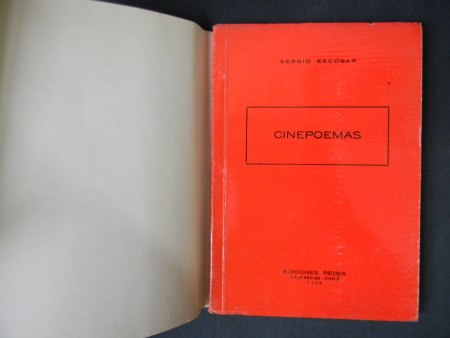 SERGIO ESCOBAR
CINEPOEMAS
EDICIONES REDES
VALPARAISO - CHILE